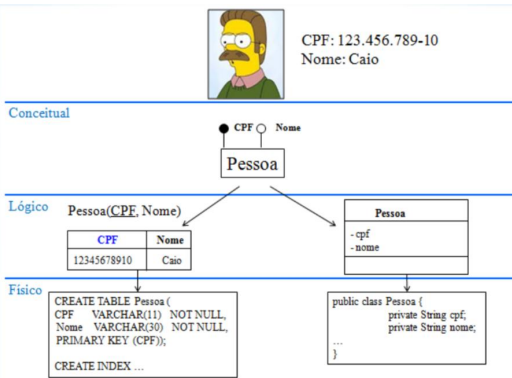 CPF: 123.456.789-10
Nome: Caio
Conceitual
CPF Nome
Pessoa
Lógico
Pessoa(CPF, Nome)
CPF Nome
12345678910 Caio
Pessoa
- cpf
- nome
Físico
CREATE TABLE Pessoa (
CPF VARCHAR(11) NOT NULL,
Nome VARCHAR(30) NOT NULL,
PRIMARY KEY (CPF));
CREATE INDEX ...
public class Pessoa {
private String cpf;
private String nome;
...
}